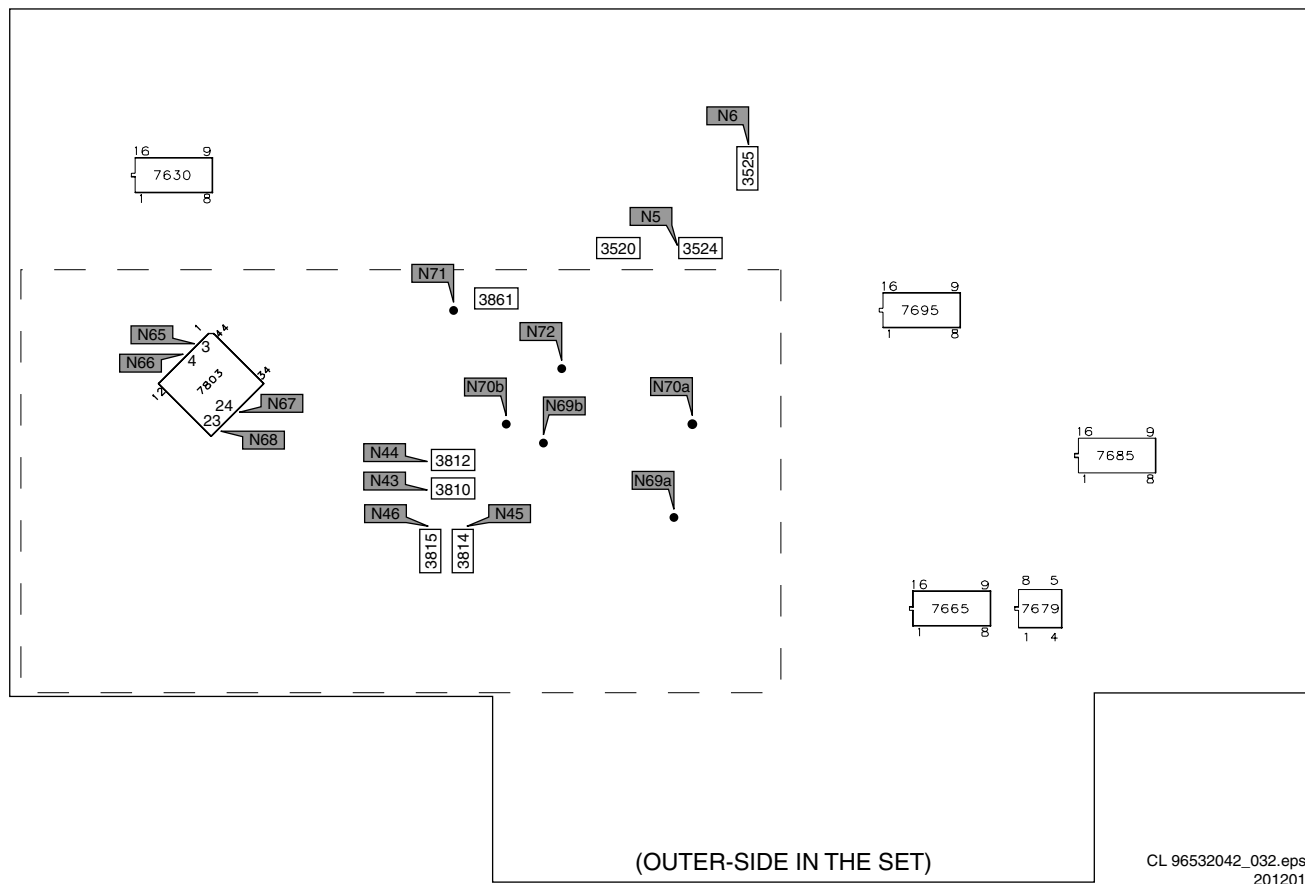 N6
16 9
7630
1 8
3525
N5
3520
3524
N71
3861
16 9
7695
1 8
N72
N65
N66
1 44
3
4
7803
12 34
24
23
N67
N68
N70b
N69b
N70a
N44
3812
N43
3810
N46
N45
3815
3814
N69a
16 9
7685
1 8
16 9
7665
1 8
8 5
7679
1 4
(OUTER-SIDE IN THE SET)
CL 96532042_032.eps
201201